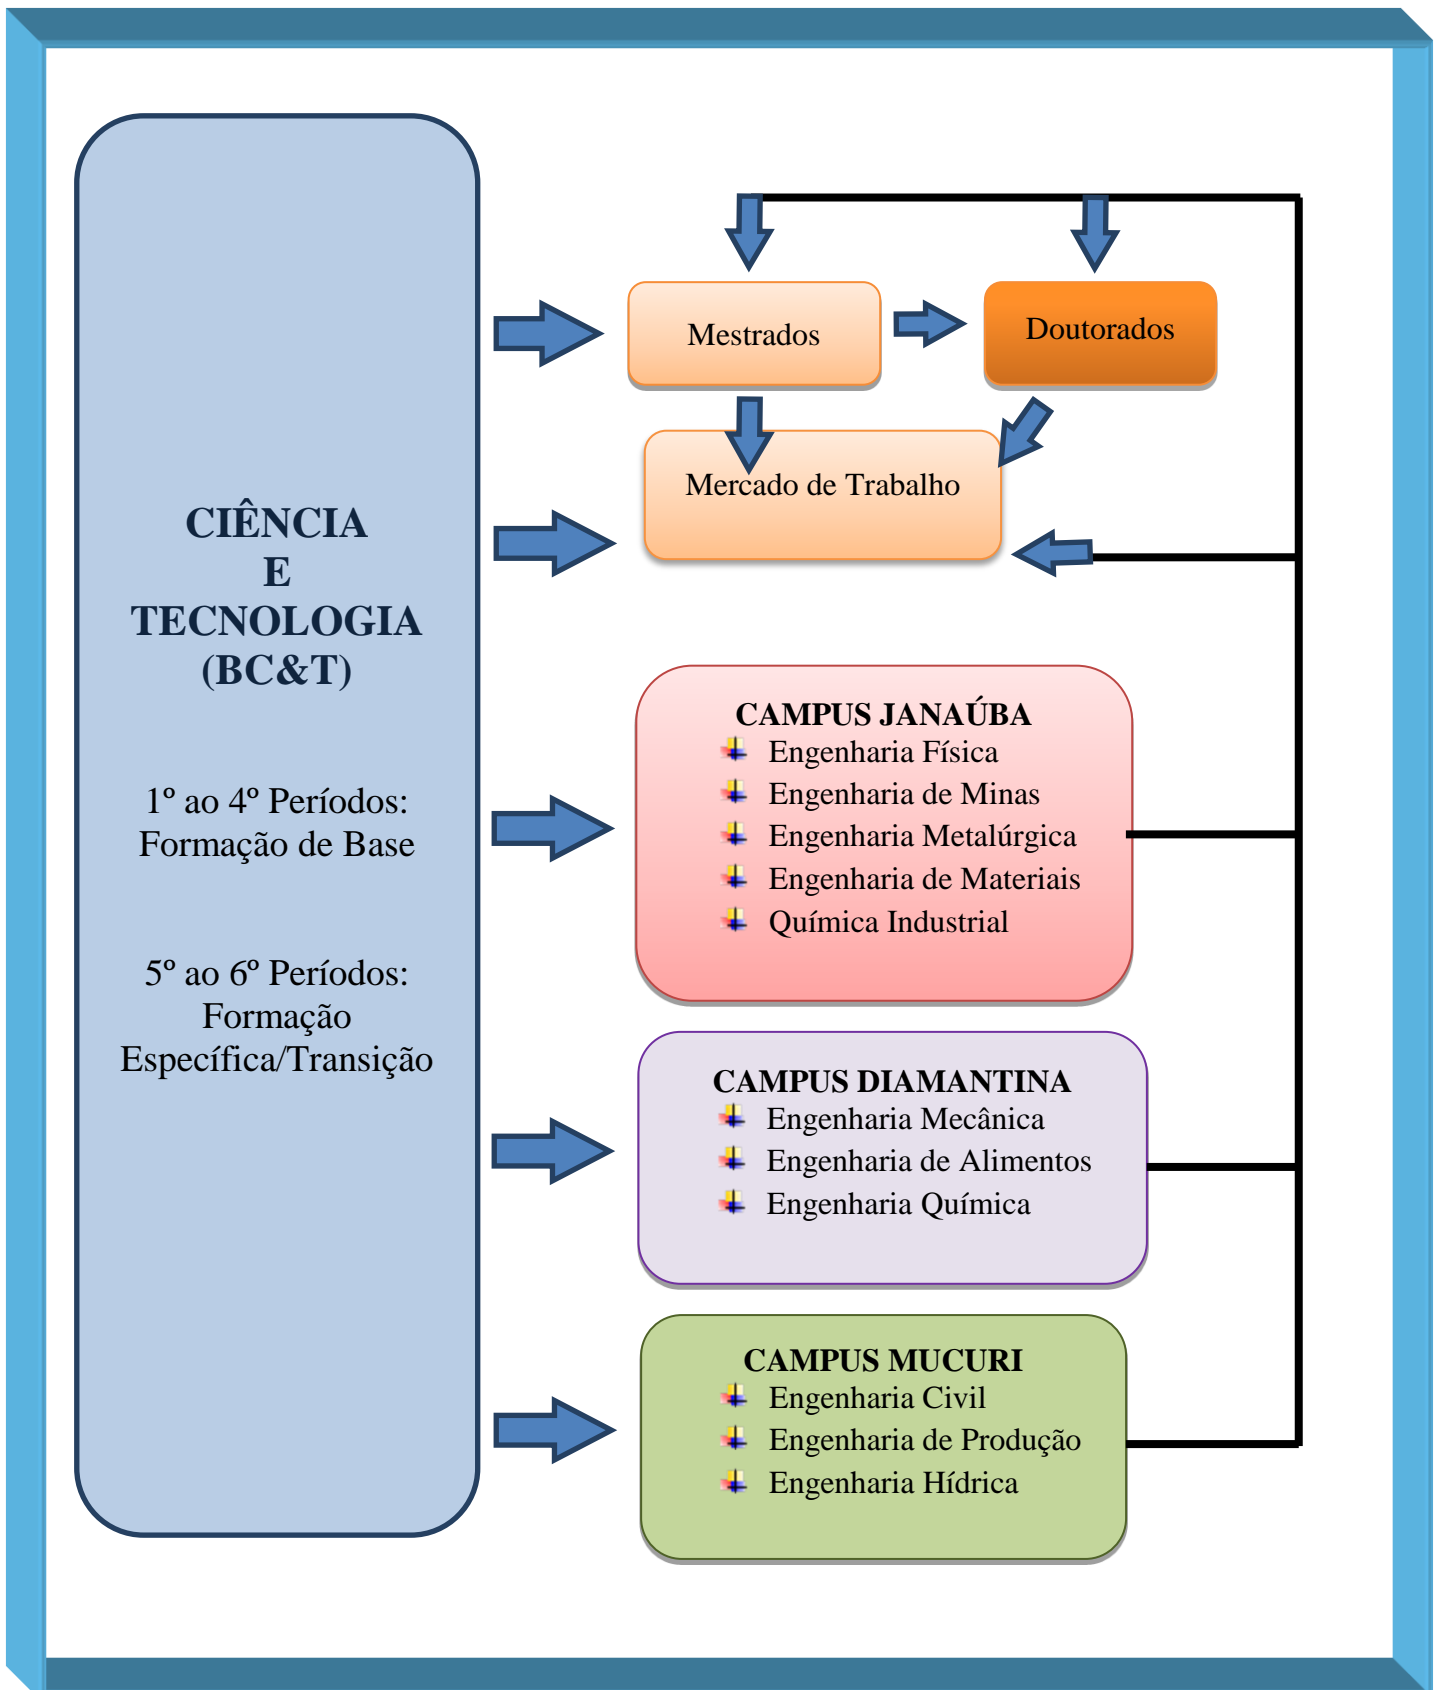 CIÊNCIA
E
TECNOLOGIA
(BC&T)
1º ao 4º Períodos:
Formação de Base
5º ao 6º Períodos:
Formação
Específica/Transição
Mestrados
Doutorados
Mercado de Trabalho
CAMPUS JANAÚBA
Engenharia Física
Engenharia de Minas
Engenharia Metalúrgica
Engenharia de Materiais
Química Industrial
CAMPUS DIAMANTINA
Engenharia Mecânica
Engenharia de Alimentos
Engenharia Química
CAMPUS MUCURI
Engenharia Civil
Engenharia de Produção
Engenharia Hídrica